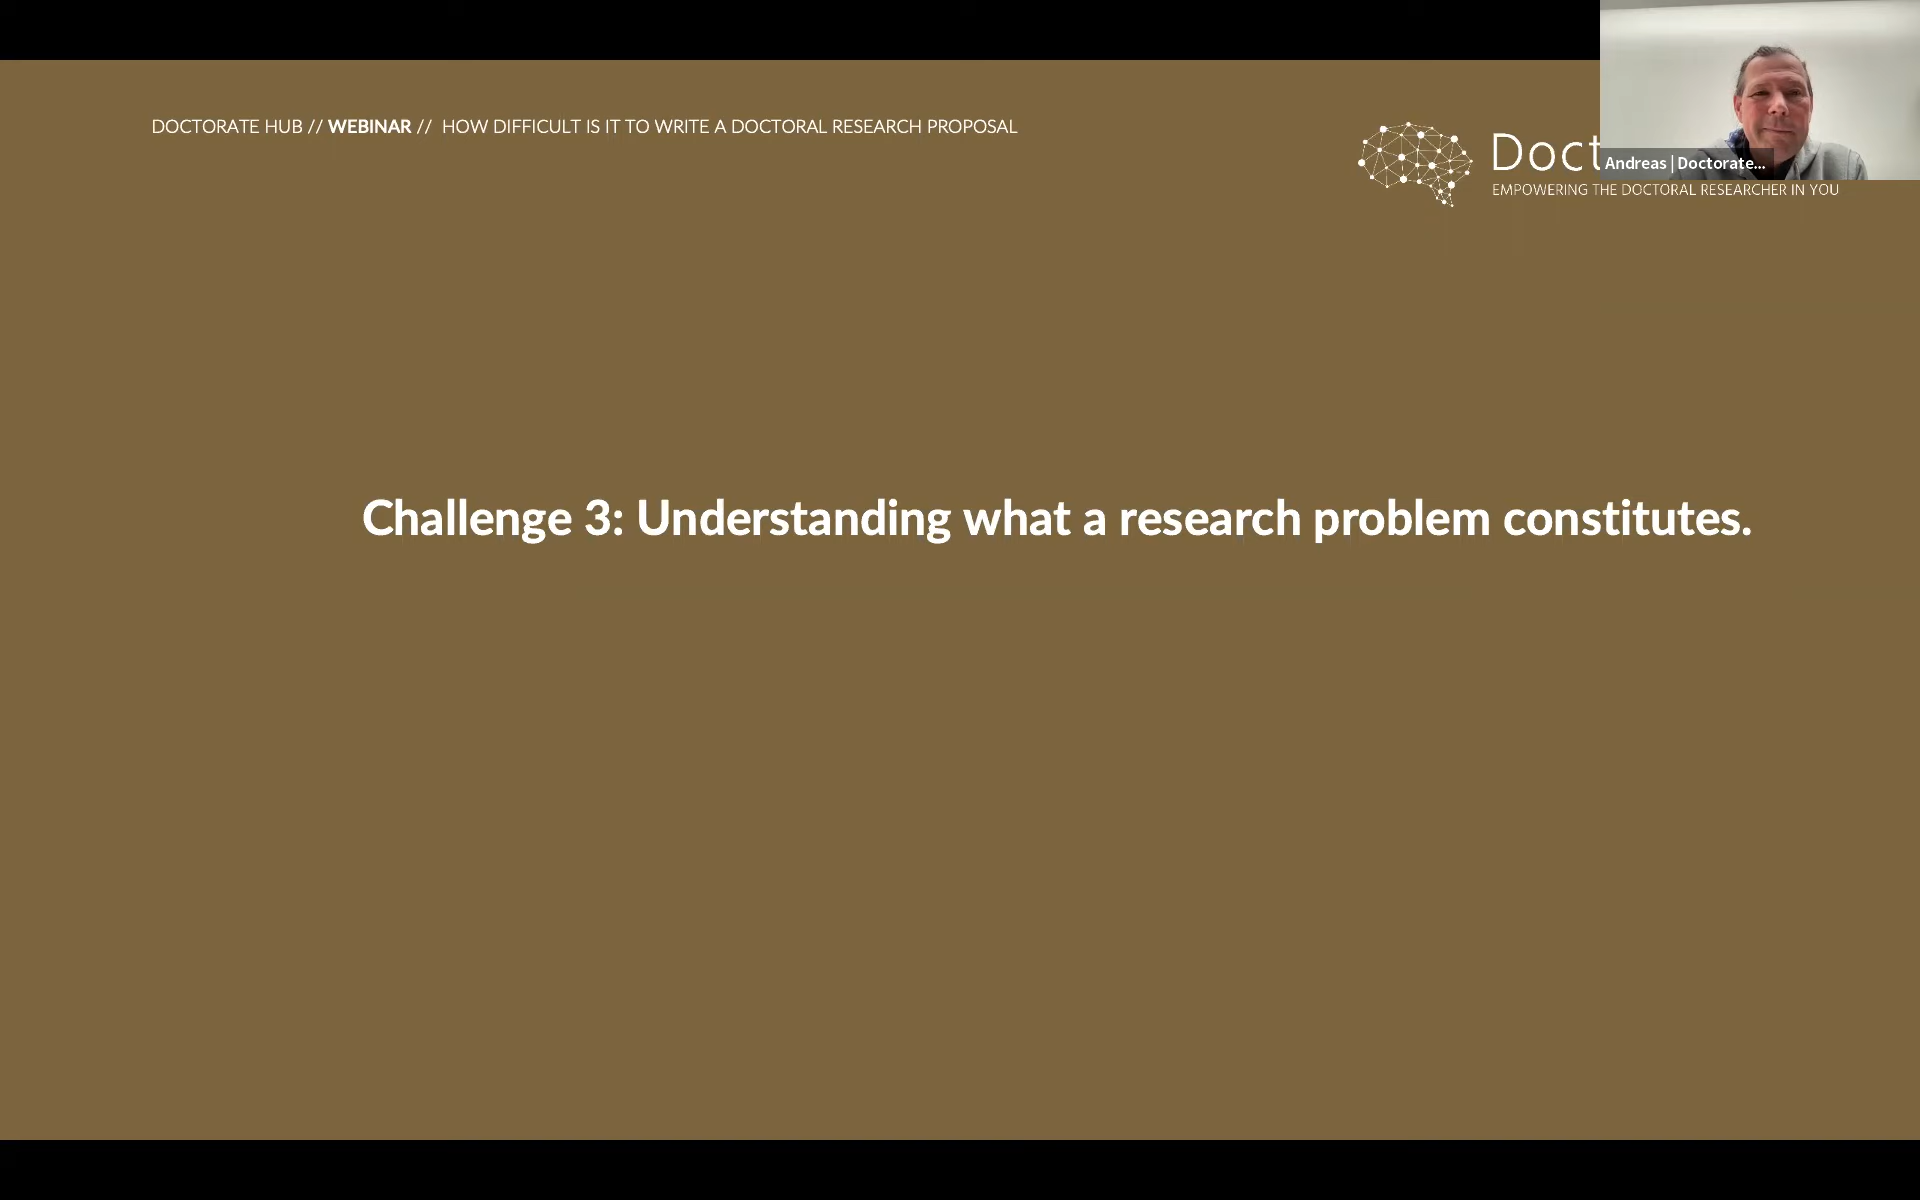 DOCTORATE HUB // WEBINAR // HOW DIFFICULT IS IT TO WRITE A DOCTORAL RESEARCH PROPOSAL
Doct
Andreas | Doctorate...
EMPOWERING THE DOCTORAL RESEARCHER IN YOU
Challenge 3: Understanding what a research problem constitutes.